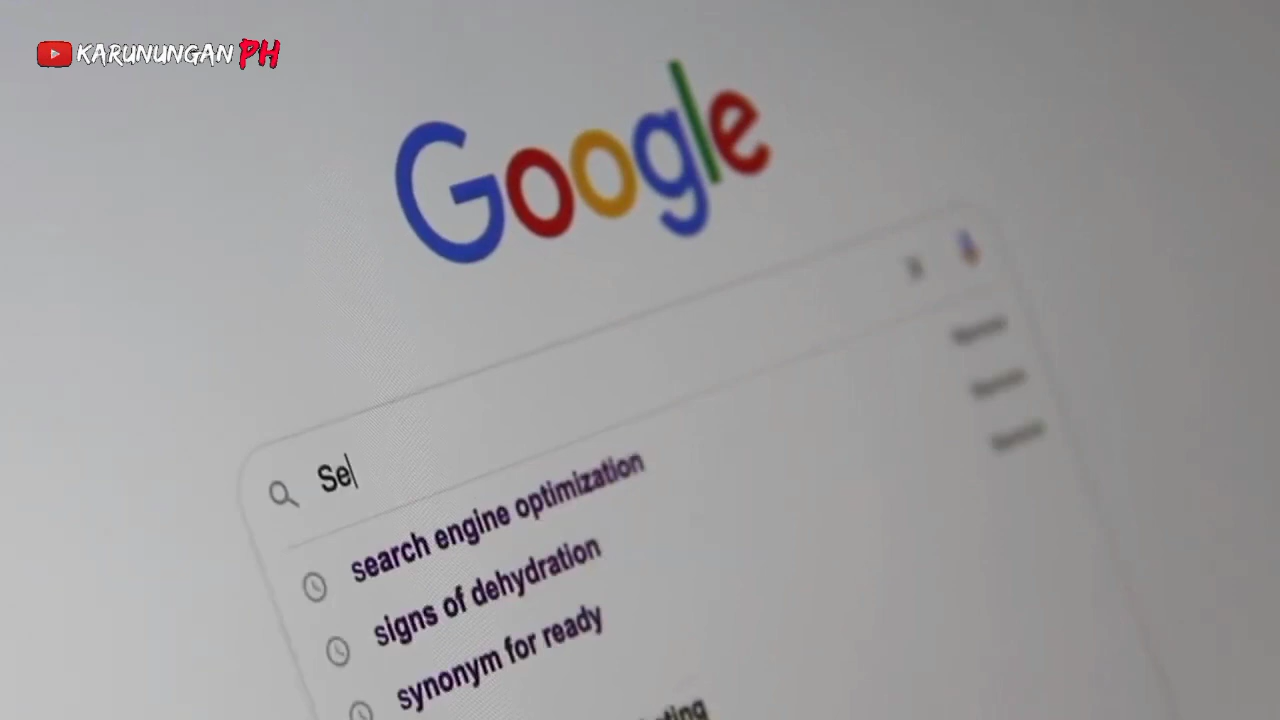 KARUNUNGAN PH
Google
Se
search engine optimization
signs of dehydration
synonym for ready